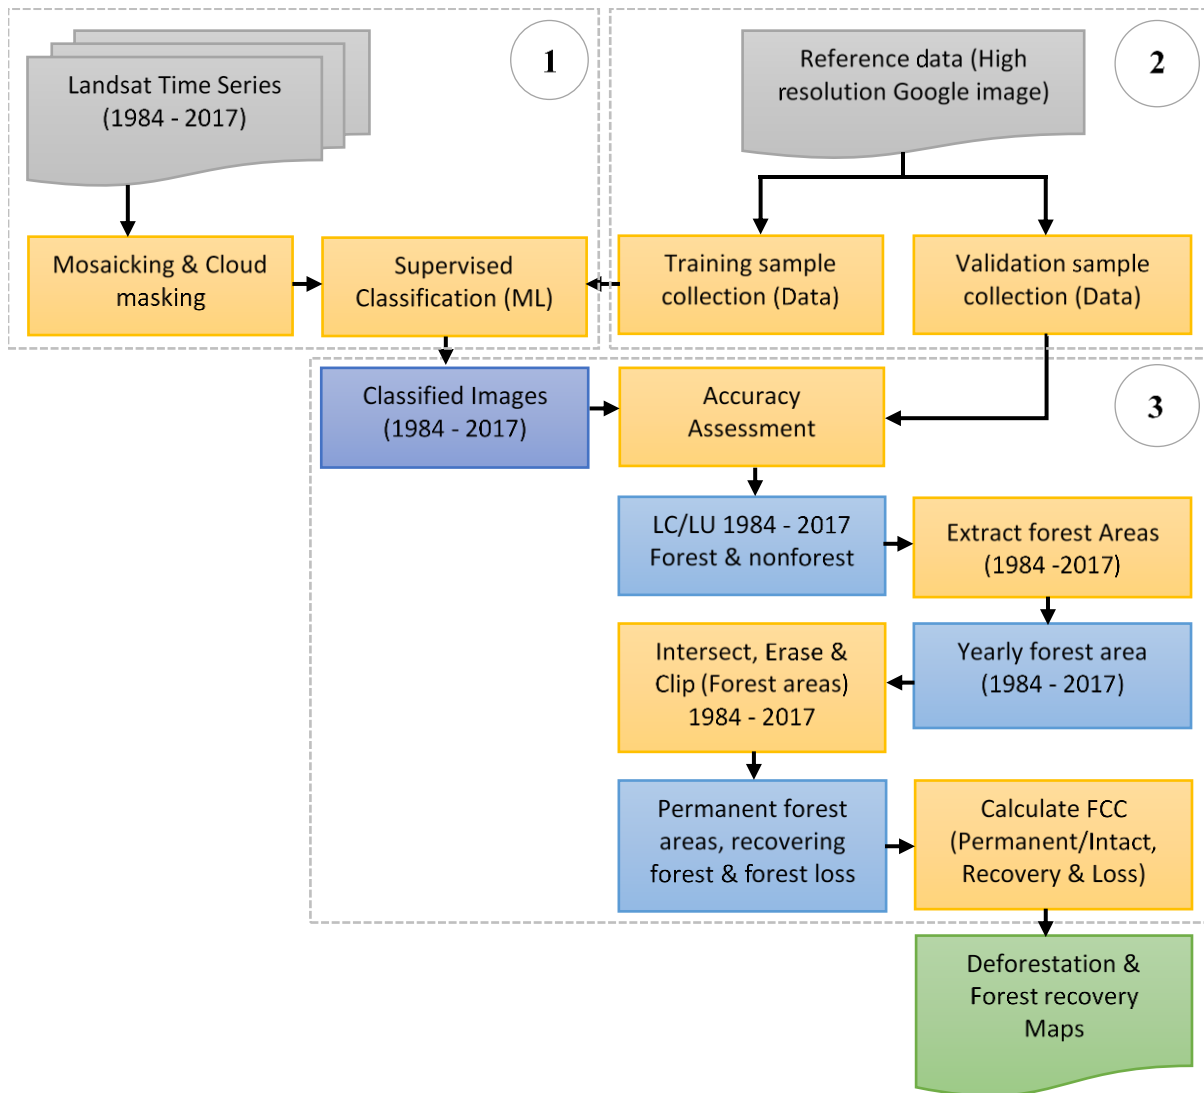 Landsat Time Series
(1984 - 2017)
1
Reference data (High
resolution Google image)
2
Mosaicking & Cloud
masking
Supervised
Classification (ML)
Training sample
collection (Data)
Validation sample
collection (Data)
Classified Images
(1984 - 2017)
Accuracy
Assessment
3
LC/LU 1984 - 2017
Forest & nonforest
Extract forest Areas
(1984 -2017)
Intersect, Erase &
Clip (Forest areas)
1984 - 2017
Yearly forest area
(1984 - 2017)
Permanent forest
areas, recovering
forest & forest loss
Calculate FCC
(Permanent/Intact,
Recovery & Loss)
Deforestation &
Forest recovery
Maps